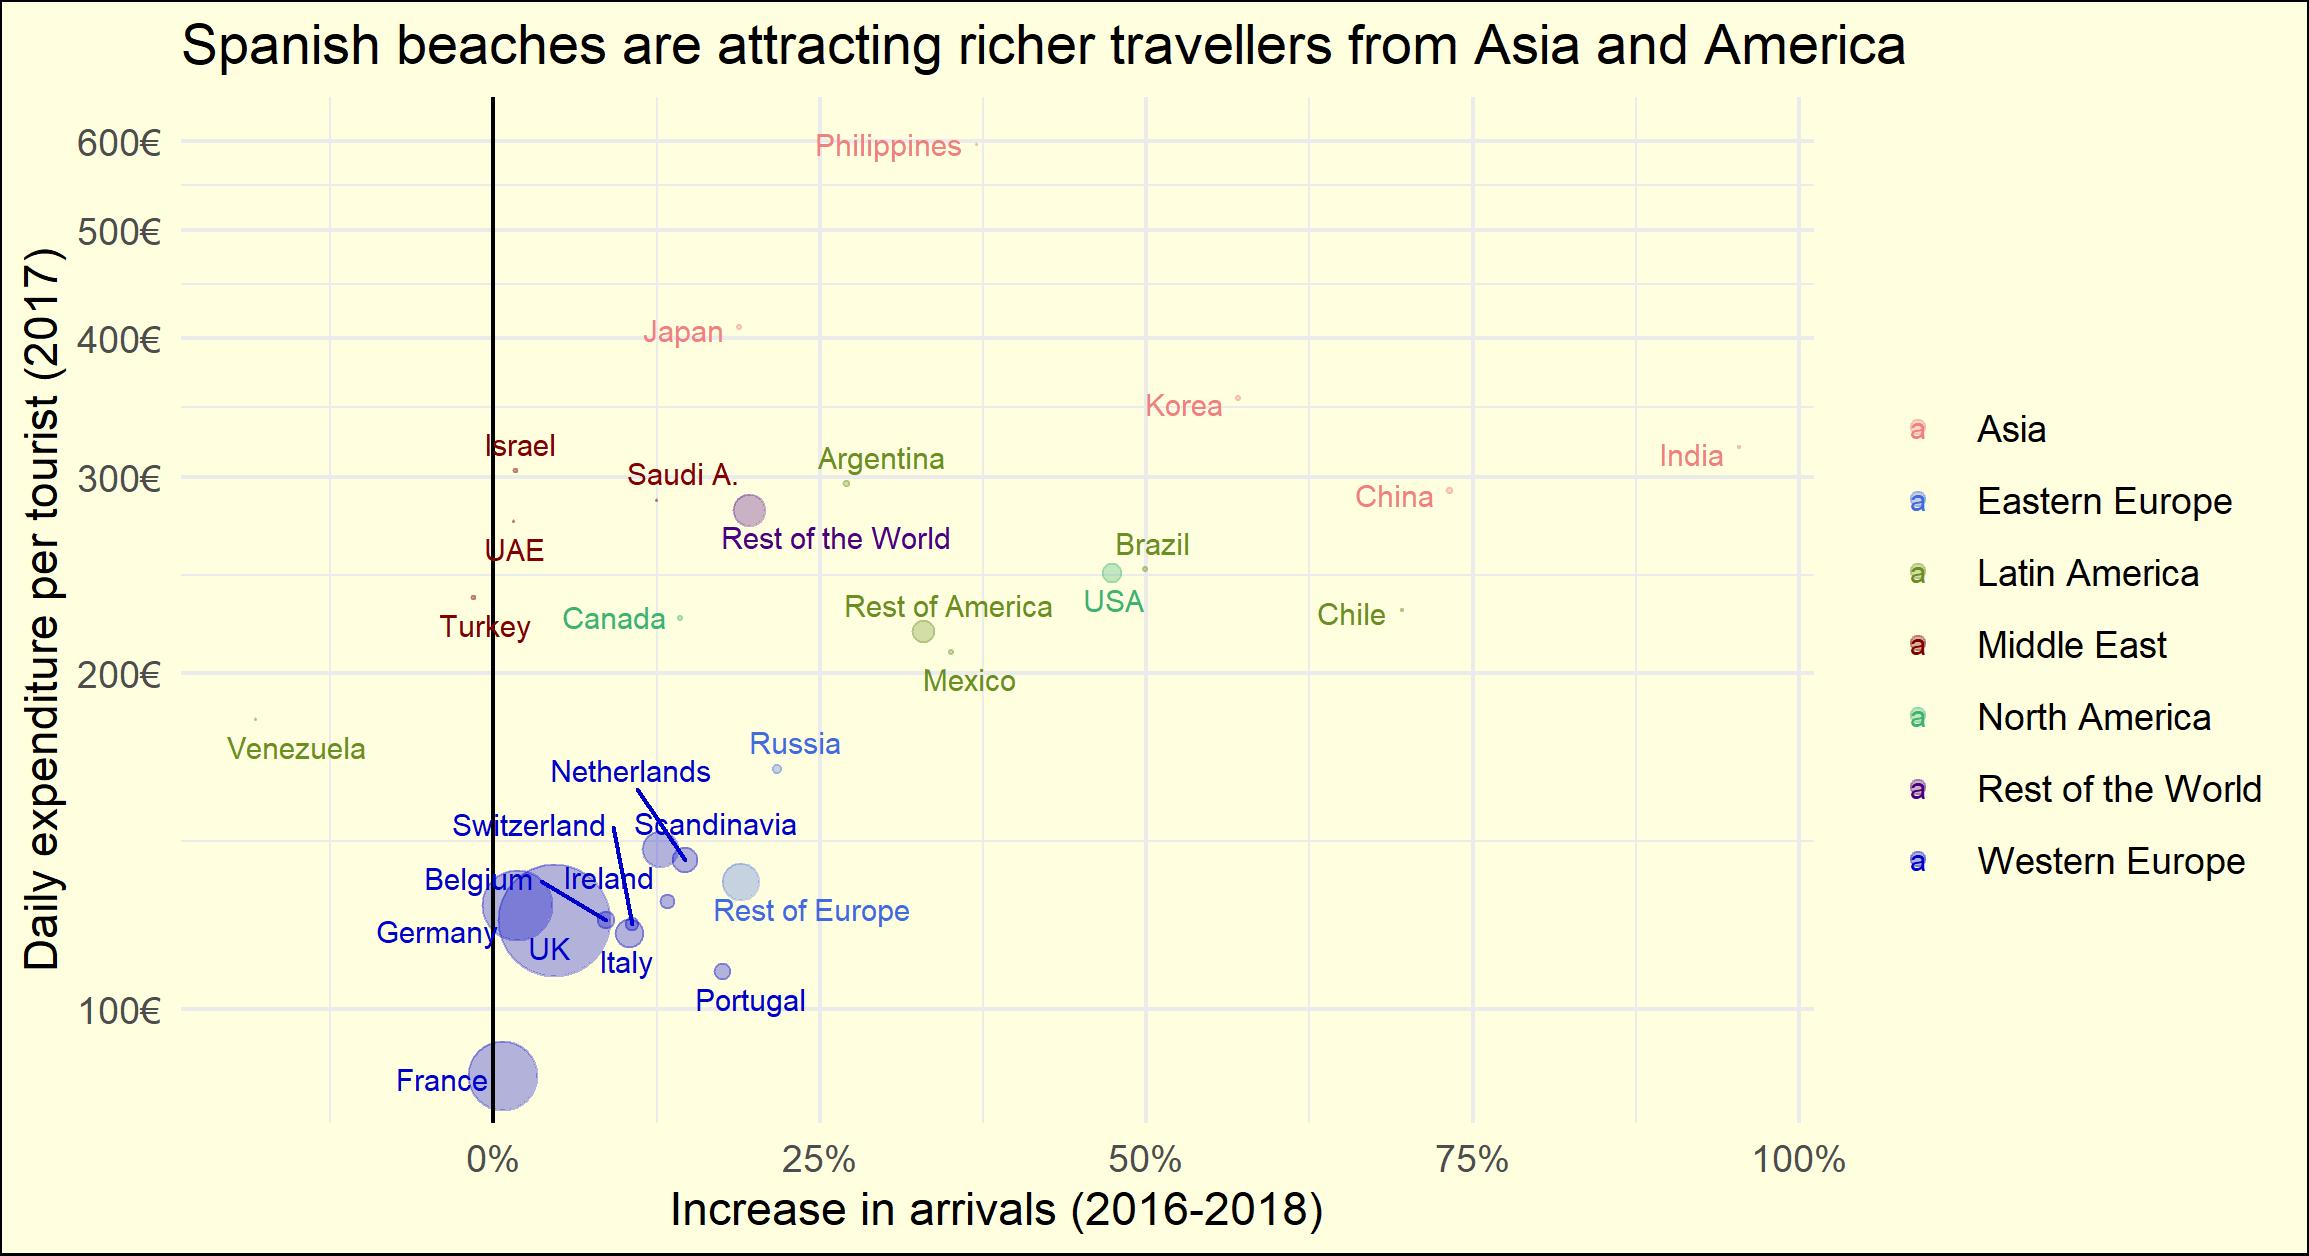 Spanish beaches are attracting richer travellers from Asia and America
Daily expenditure per tourist (2017)
600€
500€
400€
300€
200€
100€
Philippines
Japan
Korea
Israel
Argentina
India
Saudi A.
China
Rest of the World
UAE
Brazil
USA
Rest of America
Turkey
Canada
Chile
Mexico
Venezuela
Russia
Netherlands
Switzerland
Scandinavia
Belgium
Ireland
Rest of Europe
Germany
UK
Italy
Portugal
France
0%
25%
50%
75%
100%
Increase in arrivals (2016-2018)
a Asia
a Eastern Europe
a Latin America
a Middle East
a North America
a Rest of the World
a Western Europe